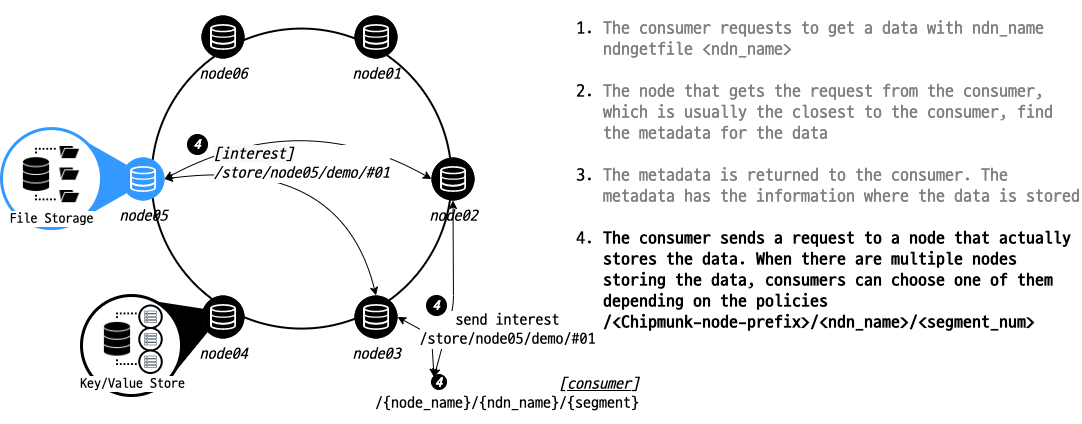 node06
node01
4
[interest]
/store/node05/demo/#01
File Storage
node05
node02
4
send interest
/store/node05/demo/#01
node04
node03
Key/Value Store
4
[consumer]
/{node_name}/{ndn_name}/{segment}
1. The consumer requests to get a data with ndn_name
ndngetfile <ndn_name>
2. The node that gets the request from the consumer,
which is usually the closest to the consumer, find
the metadata for the data
3. The metadata is returned to the consumer. The
metadata has the information where the data is stored
4. The consumer sends a request to a node that actually
stores the data. When there are multiple nodes
storing the data, consumers can choose one of them
depending on the policies
/<Chipmunk-node-prefix>/<ndn_name>/<segment_num>